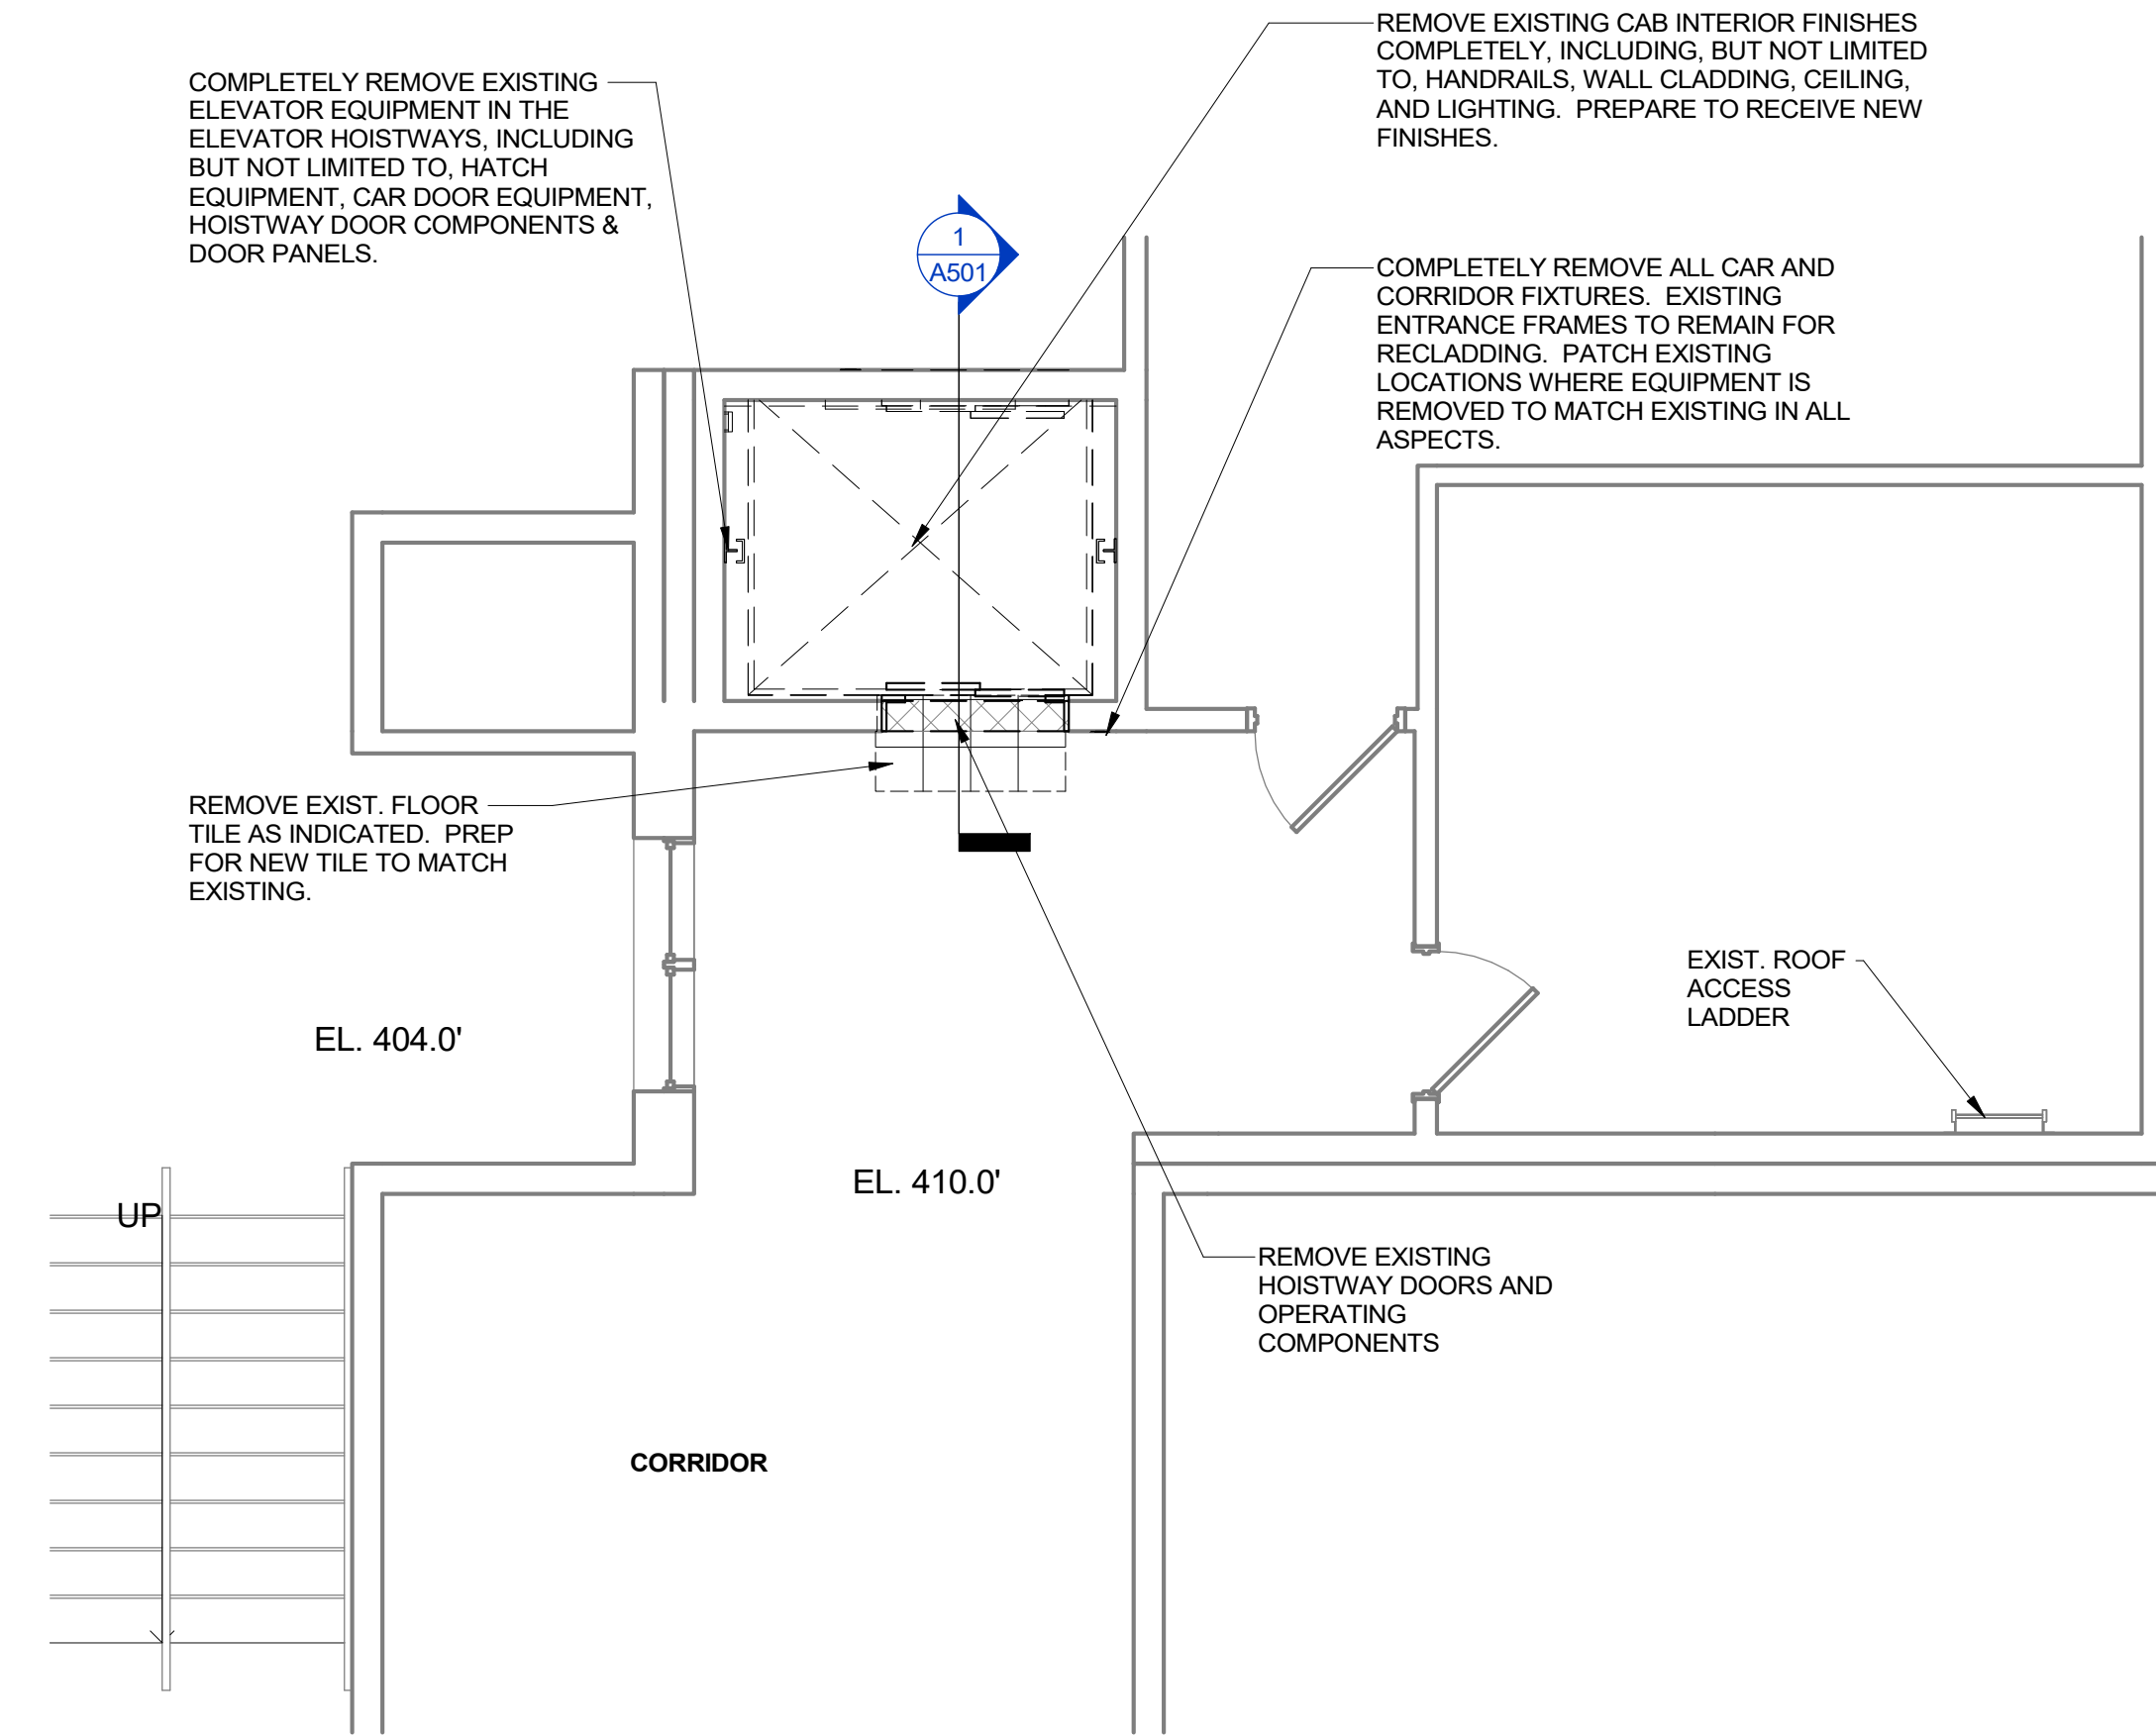 REMOVE EXISTING CAB INTERIOR FINISHES
COMPLETELY, INCLUDING, BUT NOT LIMITED
TO, HANDRAILS, WALL CLADDING, CEILING,
AND LIGHTING.  PREPARE TO RECEIVE NEW
FINISHES.
COMPLETELY REMOVE EXISTING
ELEVATOR EQUIPMENT IN THE
ELEVATOR HOISTWAYS, INCLUDING
BUT NOT LIMITED TO, HATCH
EQUIPMENT, CAR DOOR EQUIPMENT,
HOISTWAY DOOR COMPONENTS &
DOOR PANELS.
1
A501
COMPLETELY REMOVE ALL CAR AND
CORRIDOR FIXTURES.  EXISTING
ENTRANCE FRAMES TO REMAIN FOR
RECLADDING.  PATCH EXISTING
LOCATIONS WHERE EQUIPMENT IS
REMOVED TO MATCH EXISTING IN ALL
ASPECTS.
REMOVE EXIST. FLOOR
TILE AS INDICATED.  PREP
FOR NEW TILE TO MATCH
EXISTING.
EXIST. ROOF
ACCESS
LADDER
EL. 404.0'
EL. 410.0'
UP
REMOVE EXISTING
HOISTWAY DOORS AND
OPERATING
COMPONENTS
CORRIDOR